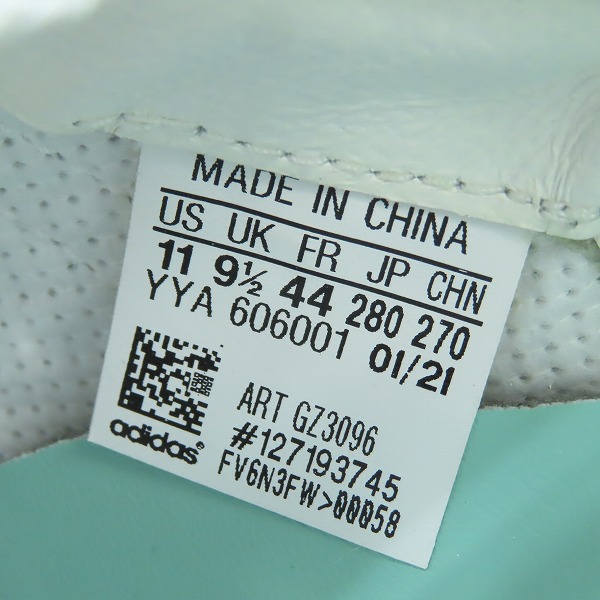 MADE IN CHINA
US UK FR JP CHN
11 9½ 44 280 270
YYA 606001 01/21
ART GZ3096
#127193745
adidas®
FV6N3FW>00058